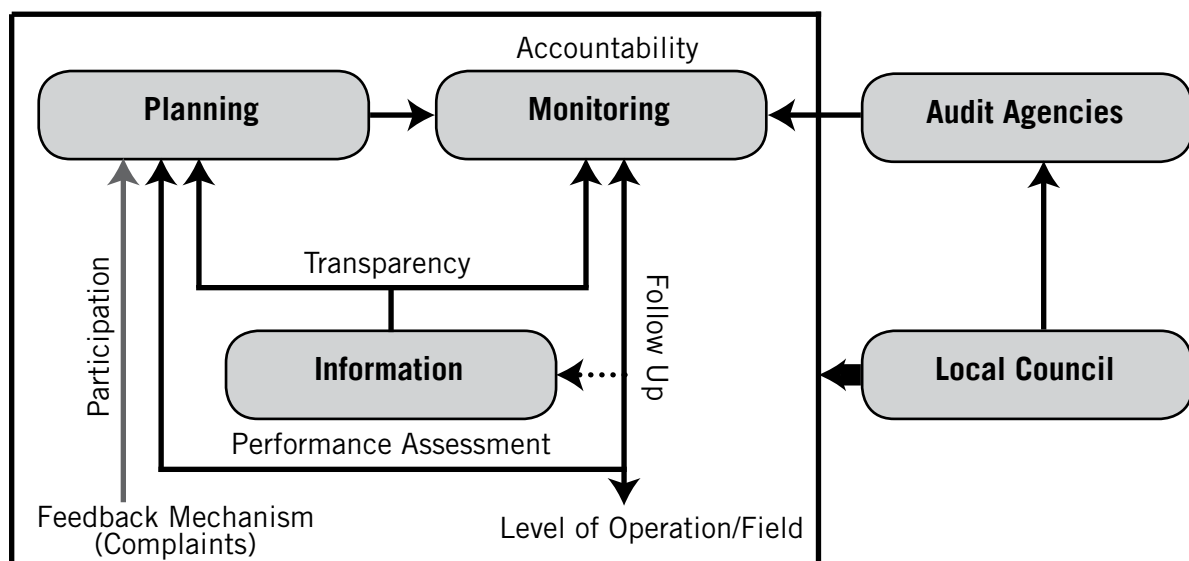 Accountability
Planning
Monitoring
Audit Agencies
Transparency
Participation
Follow Up
Information
Local Council
Performance Assessment
Feedback Mechanism
(Complaints)
Level of Operation/Field